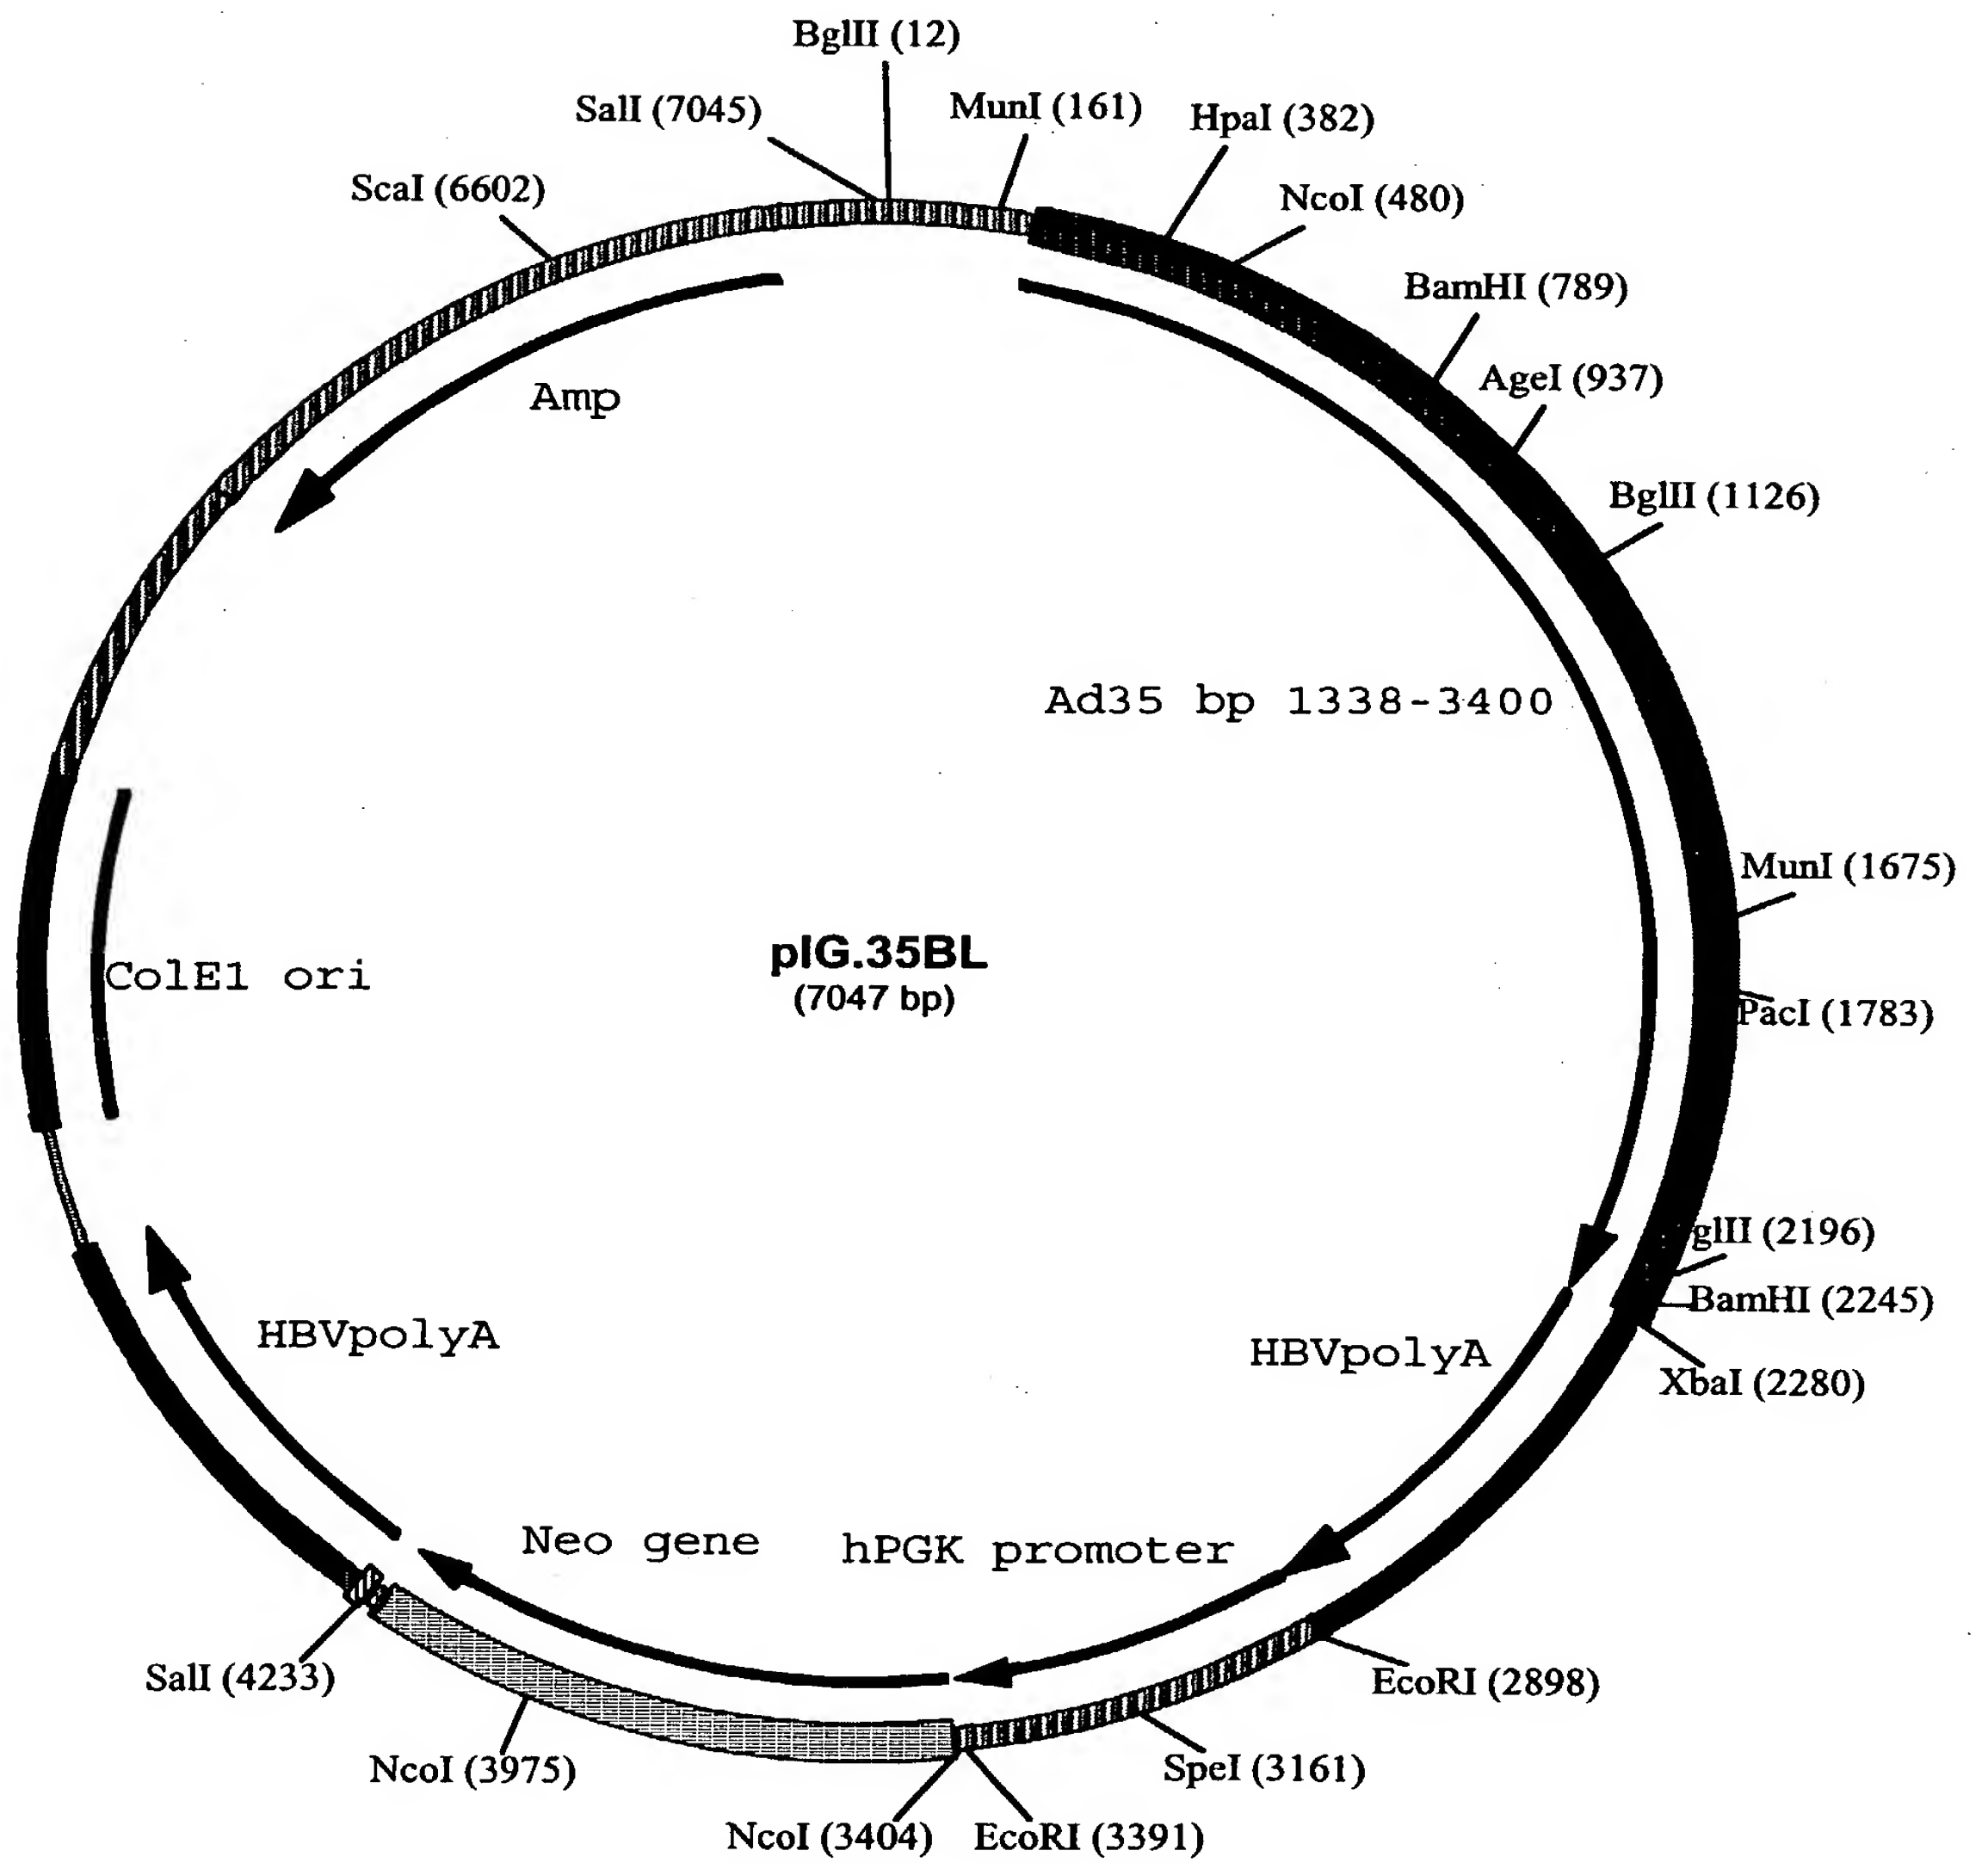 BglII (12)
SalI (7045)
MunI (161)
HpaI (382)
ScaI (6602)
NcoI (480)
BamHI (789)
AgeI (937)
Amp
BglII (1126)
Ad35 bp 1338-3400
MunI (1675)
pIG.35BL
(7047 bp)
ColE1 ori
PacI (1783)
glII (2196)
BamHI (2245)
HBVpolyA
HBVpolyA
XbaI (2280)
Neo gene
hPGK promoter
SalI (4233)
EcoRI (2898)
NcoI (3975)
SpeI (3161)
NcoI (3404)
EcoRI (3391)